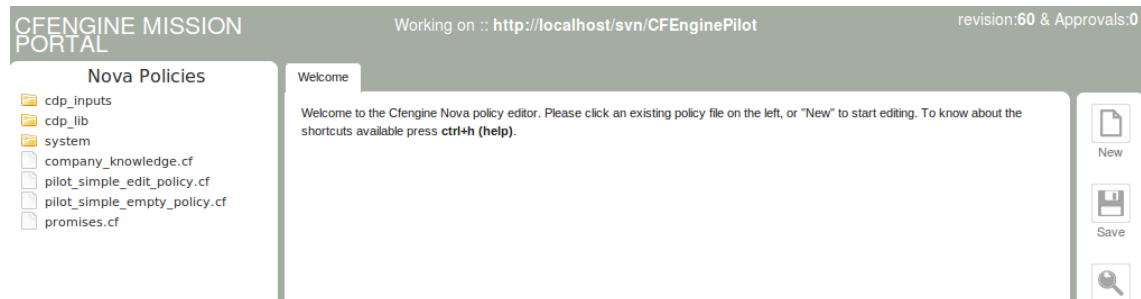 CFENGINE MISSION
PORTAL
Working on :: http://localhost/svn/CFEnginePilot
revision:60 & Approvals:0
Nova Policies
cdp_inputs
cdp_lib
system
company_knowledge.cf
pilot_simple_edit_policy.cf
pilot_simple_empty_policy.cf
promises.cf
Welcome
Welcome to the Cfengine Nova policy editor. Please click an existing policy file on the left, or "New" to start editing. To know about the
shortcuts available press ctrl+h (help).
New
Save